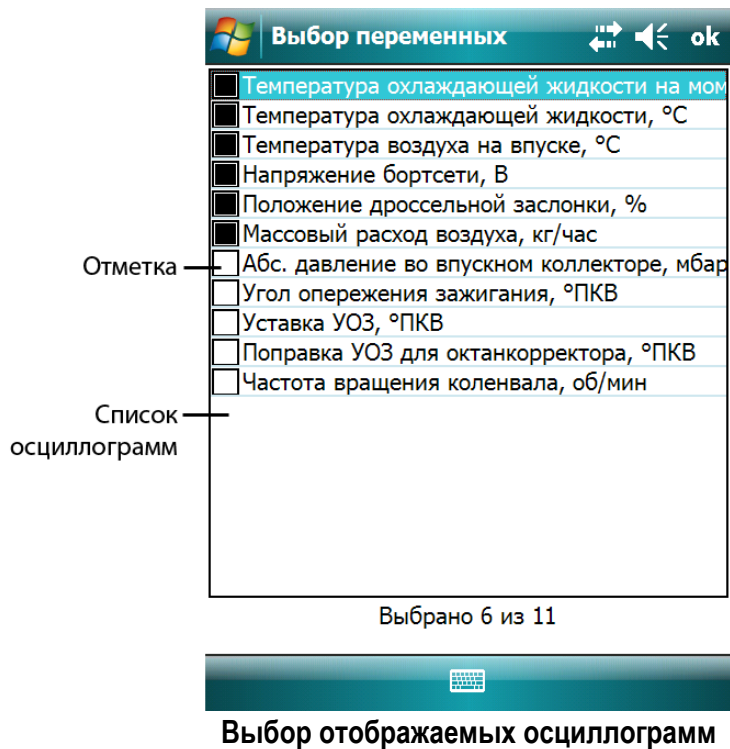 Выбор переменных
ok
Температура охлаждающей жидкости на мом
Температура охлаждающей жидкости, °C
Температура воздуха на впуске, °C
Напряжение бортсети, В
Положение дроссельной заслонки, %
Массовый расход воздуха, кг/час
Отметка
Абс. давление во впускном коллекторе, мбар
Угол опережения зажигания, °ПКВ
Уставка УОЗ, °ПКВ
Поправка УОЗ для октанкорректора, °ПКВ
Частота вращения коленвала, об/мин
Список
осциллограмм
Выбрано 6 из 11
Выбор отображаемых осциллограмм